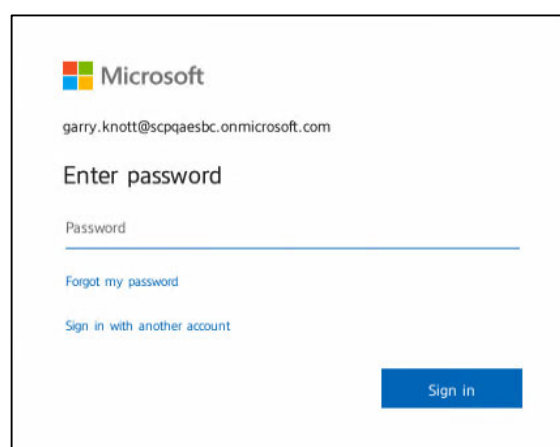 Microsoft
garry.knott@scpqaesbc.onmicrosoft.com
Enter password
Password
Forgot my password
Sign in with another account
Sign in